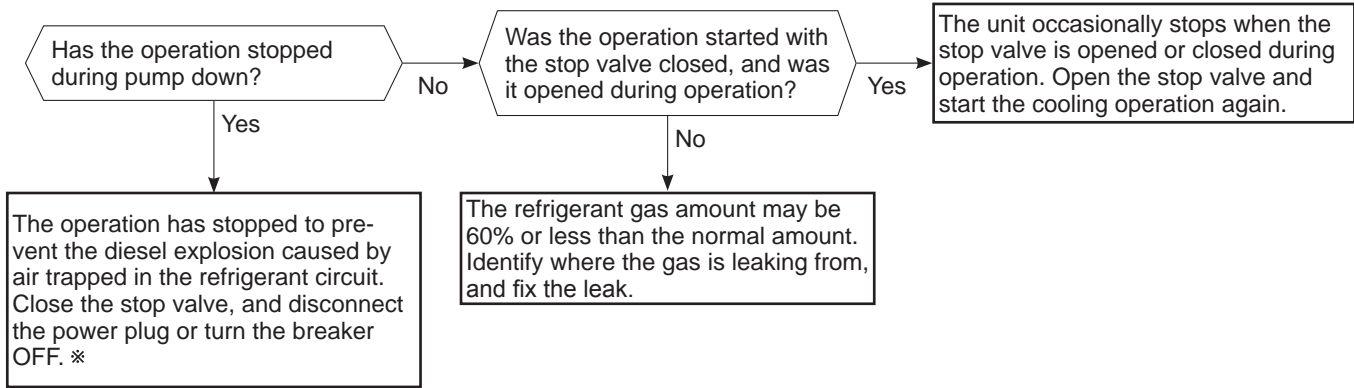 Has the operation stopped
during pump down?
No
Yes
Was the operation started with
the stop valve closed, and was
it opened during operation?
Yes
No
The unit occasionally stops when the
stop valve is opened or closed during
operation. Open the stop valve and
start the cooling operation again.
The operation has stopped to pre-
vent the diesel explosion caused by
air trapped in the refrigerant circuit.
Close the stop valve, and disconnect
the power plug or turn the breaker
OFF. ※
The refrigerant gas amount may be
60% or less than the normal amount.
Identify where the gas is leaking from,
and fix the leak.